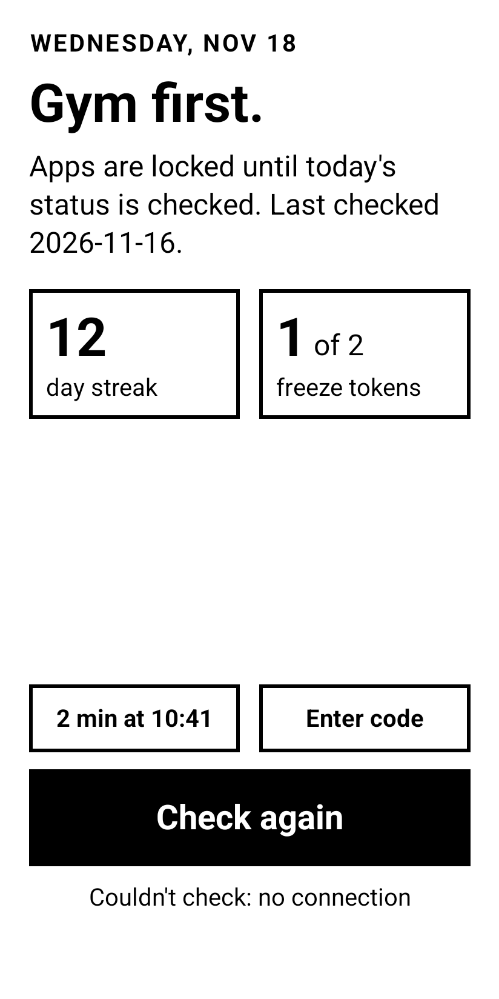 WEDNESDAY, NOV 18
Gym first.
Apps are locked until today's
status is checked. Last checked
2026-11-16.
12
day streak
1 of 2
freeze tokens
2 min at 10:41
Enter code
Check again
Couldn't check: no connection